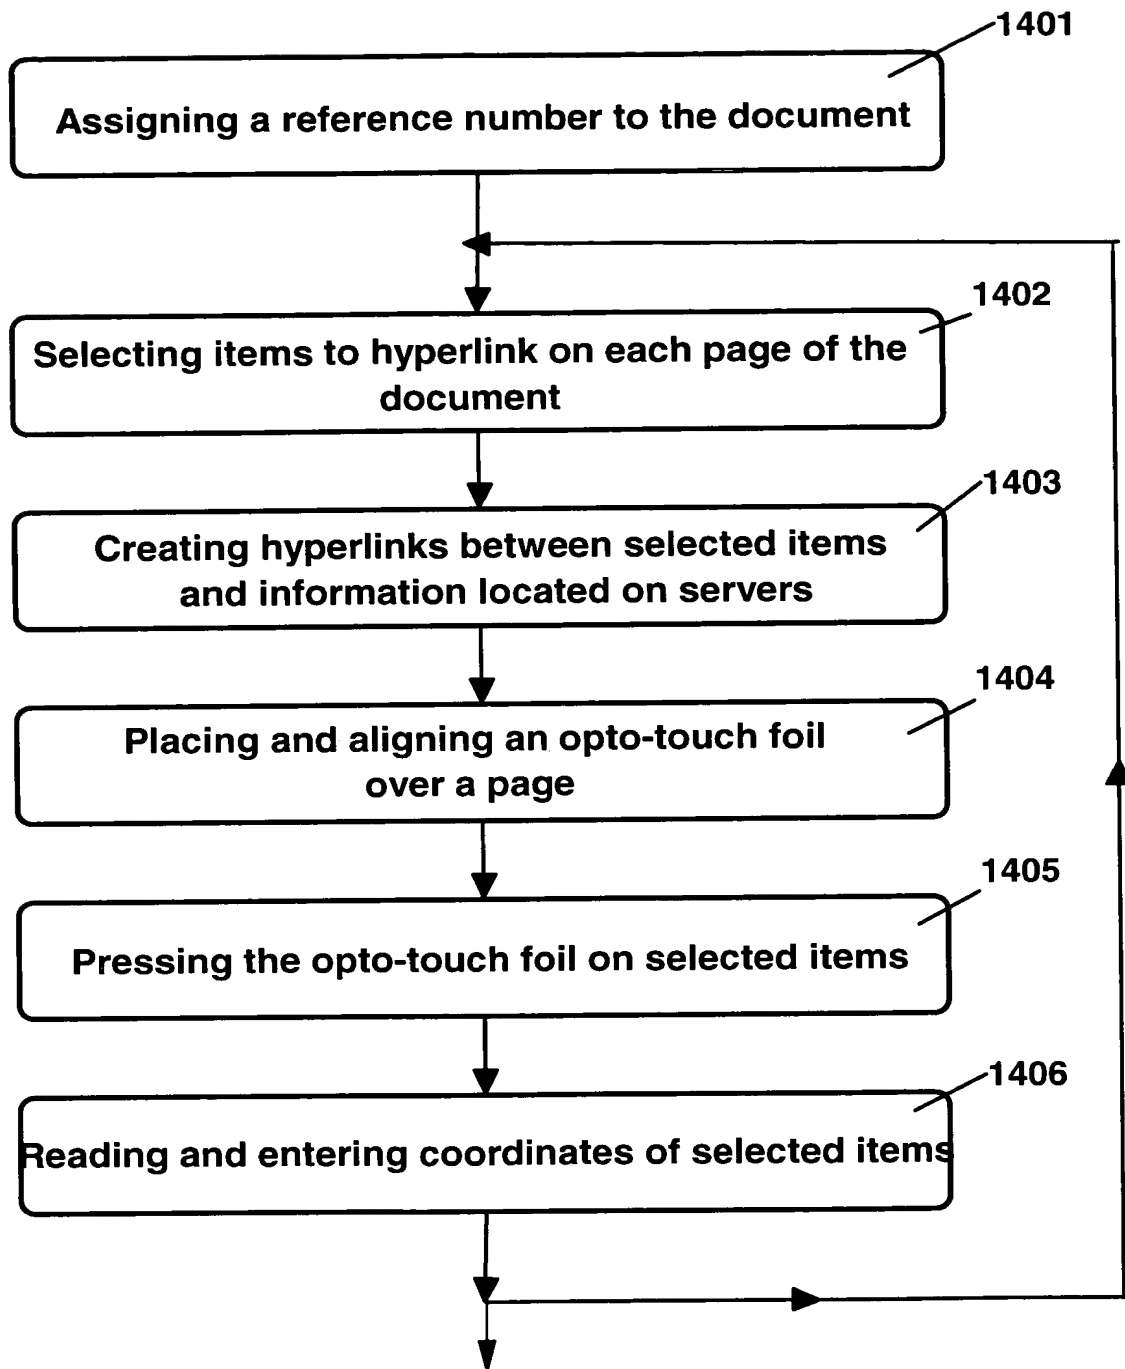 1401
Assigning a reference number to the document
1402
Selecting items to hyperlink on each page of the
document
1403
Creating hyperlinks between selected items
and information located on servers
1404
Placing and aligning an opto-touch foil
over a page
1405
Pressing the opto-touch foil on selected items
1406
Reading and entering coordinates of selected items